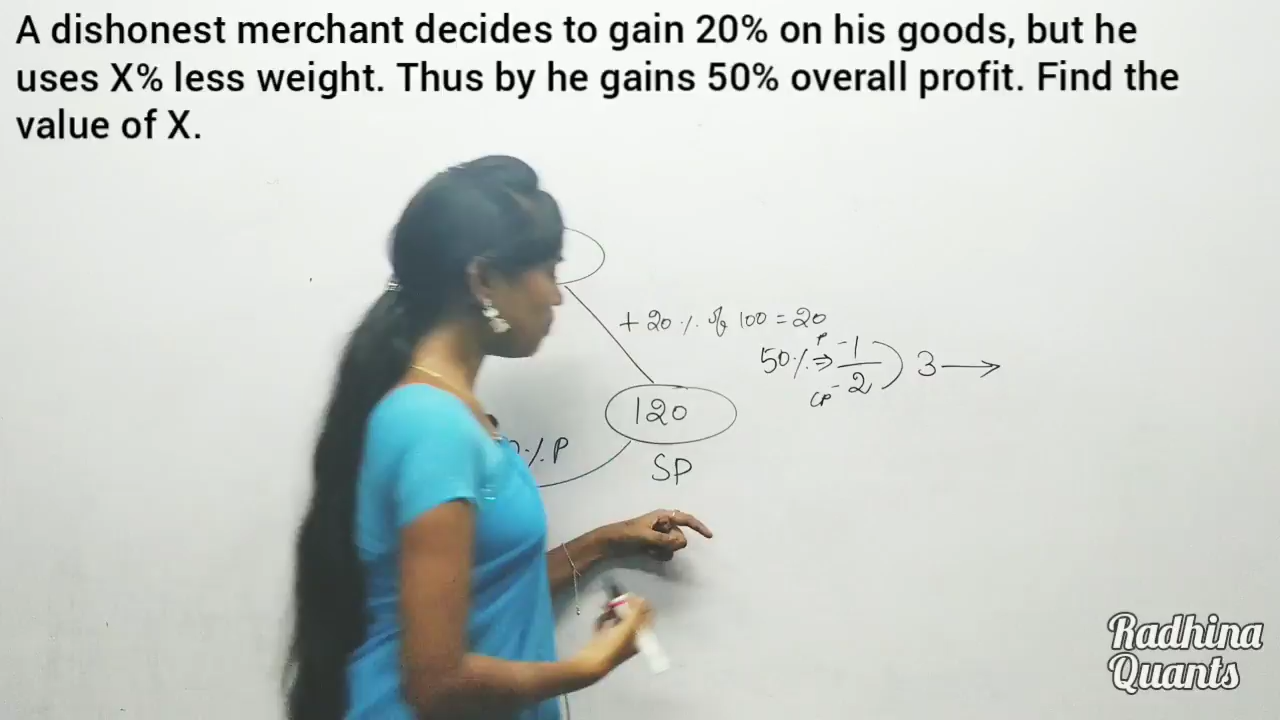 A dishonest merchant decides to gain 20% on his goods, but he
uses X% less weight. Thus by he gains 50% overall profit. Find the
value of X.
+ 20 % of 100 = 20
50% ⇒ P - 1 / CP - 2 ) 3 →
120
% P
SP
Radhina
Quants